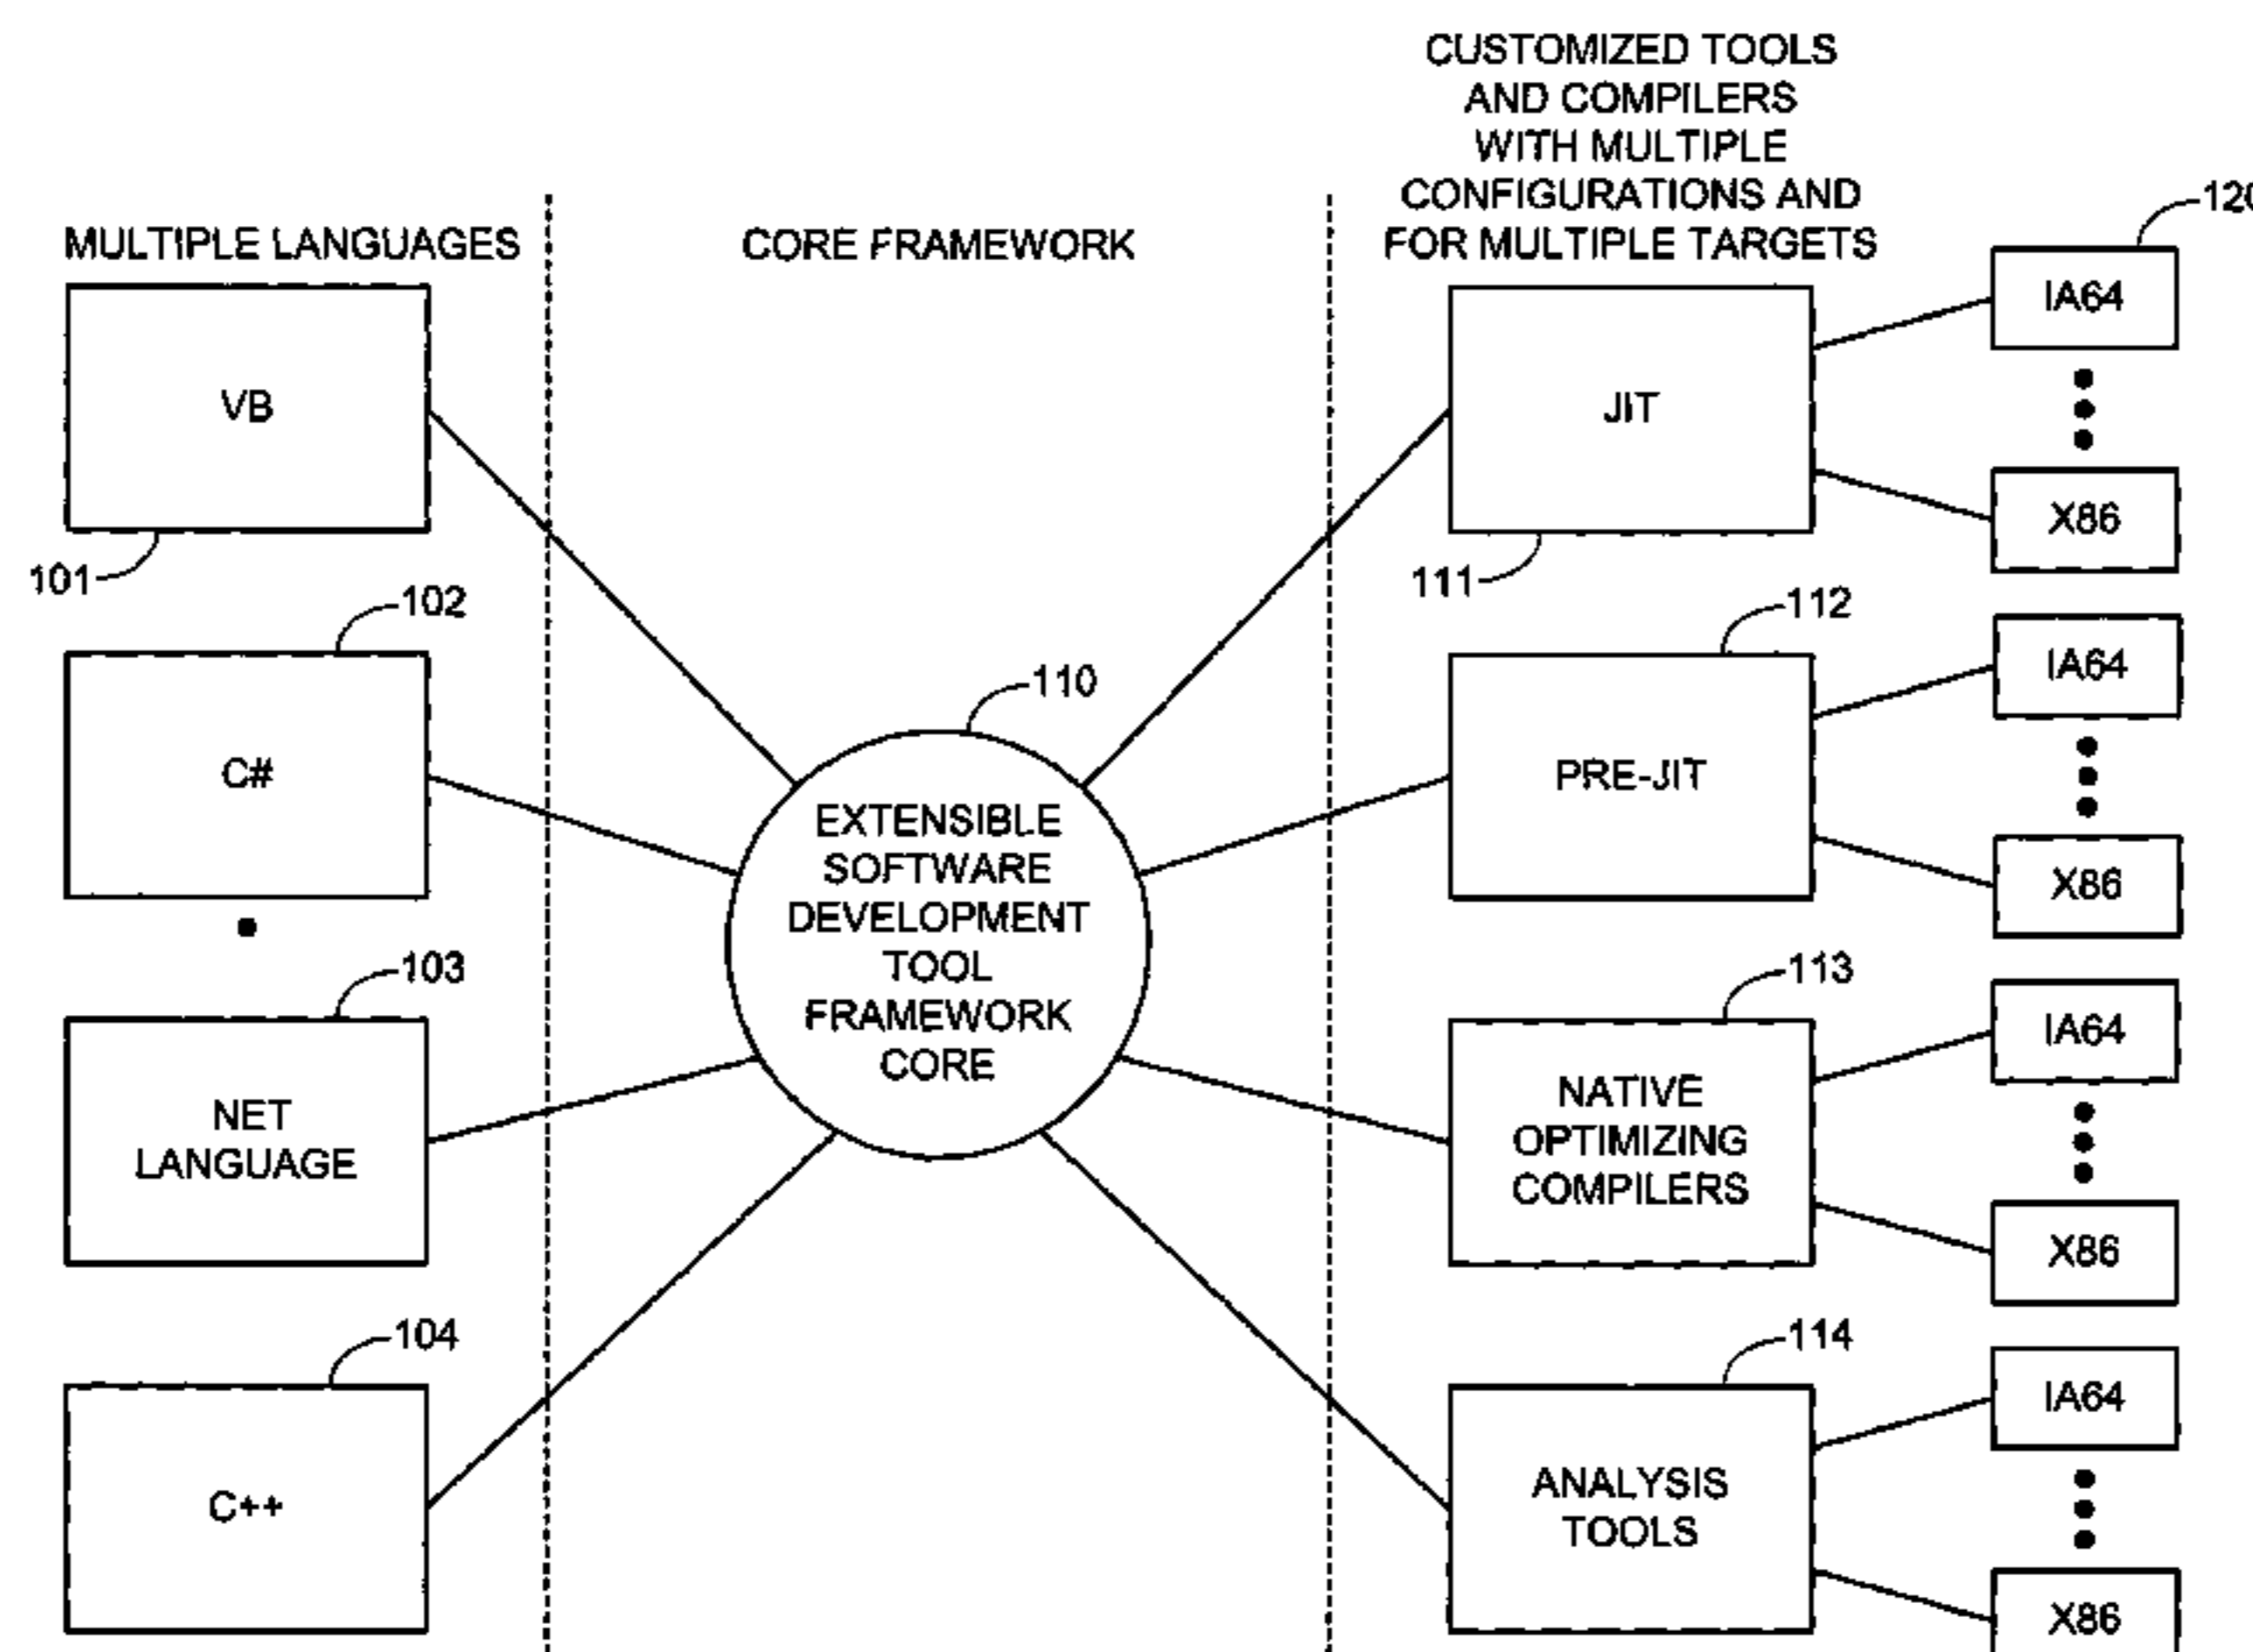 CUSTOMIZED TOOLS
AND COMPILERS
WITH MULTIPLE
CONFIGURATIONS AND
FOR MULTIPLE TARGETS
MULTIPLE LANGUAGES
CORE FRAMEWORK
120
VB
101
C#
102
NET
LANGUAGE
103
C++
104
EXTENSIBLE
SOFTWARE
DEVELOPMENT
TOOL
FRAMEWORK
CORE
110
JIT
111
IA64
X86
PRE-JIT
112
IA64
X86
NATIVE
OPTIMIZING
COMPILERS
113
IA64
X86
ANALYSIS
TOOLS
114
IA64
X86